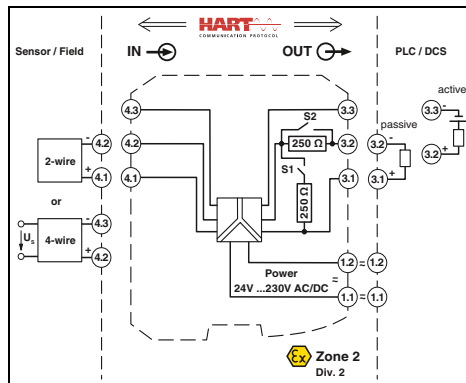 HART
COMMUNICATION PROTOCOL
Sensor / Field
IN
OUT
PLC / DCS
4.3
3.3
active
3.3 -
S2
passive
2-wire
- 4.2
4.2
250 Ω
3.2
3.2 -
3.2 +
+ 4.1
4.1
S1
3.1
3.1 +
or
250 Ω
4-wire
- 4.3
Us
+ 4.2
Power
24V ...230V AC/DC
≈
1.2 ≈ 1.2
1.1 ≈ 1.1
Ex Zone 2
Div. 2